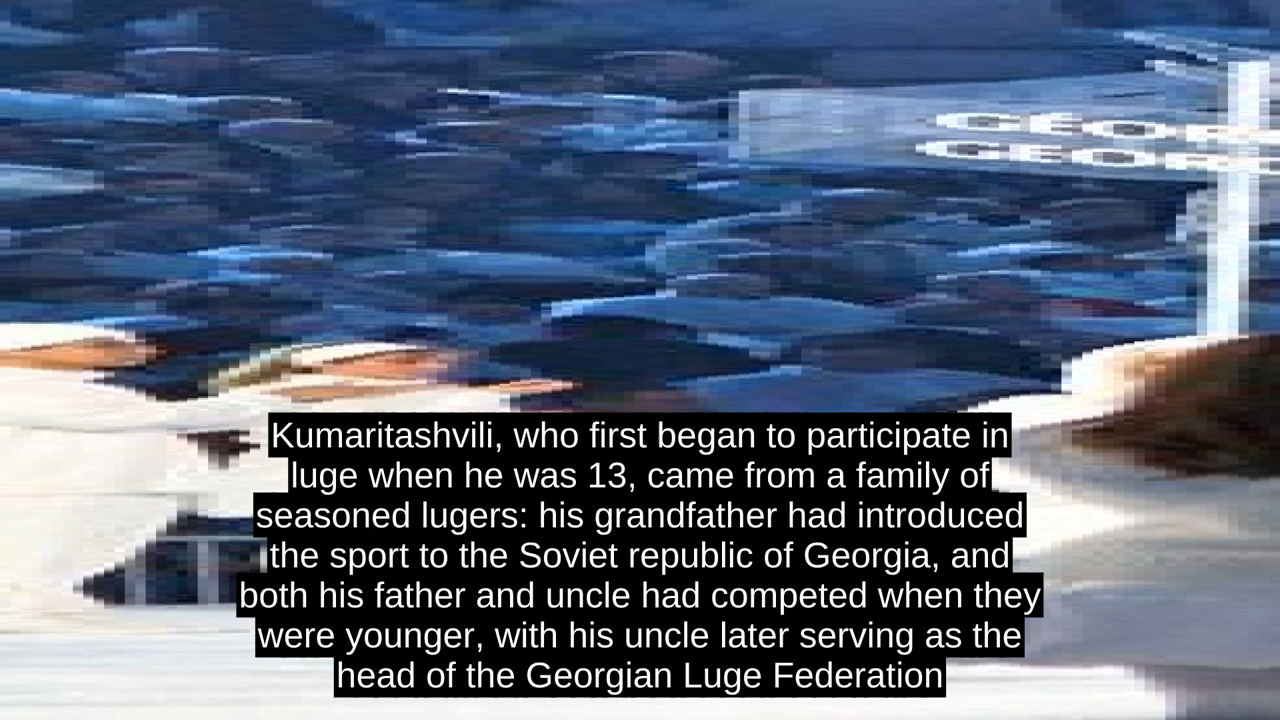 GEO
GEO
Kumaritashvili, who first began to participate in
luge when he was 13, came from a family of
seasoned lugers: his grandfather had introduced
the sport to the Soviet republic of Georgia, and
both his father and uncle had competed when they
were younger, with his uncle later serving as the
head of the Georgian Luge Federation